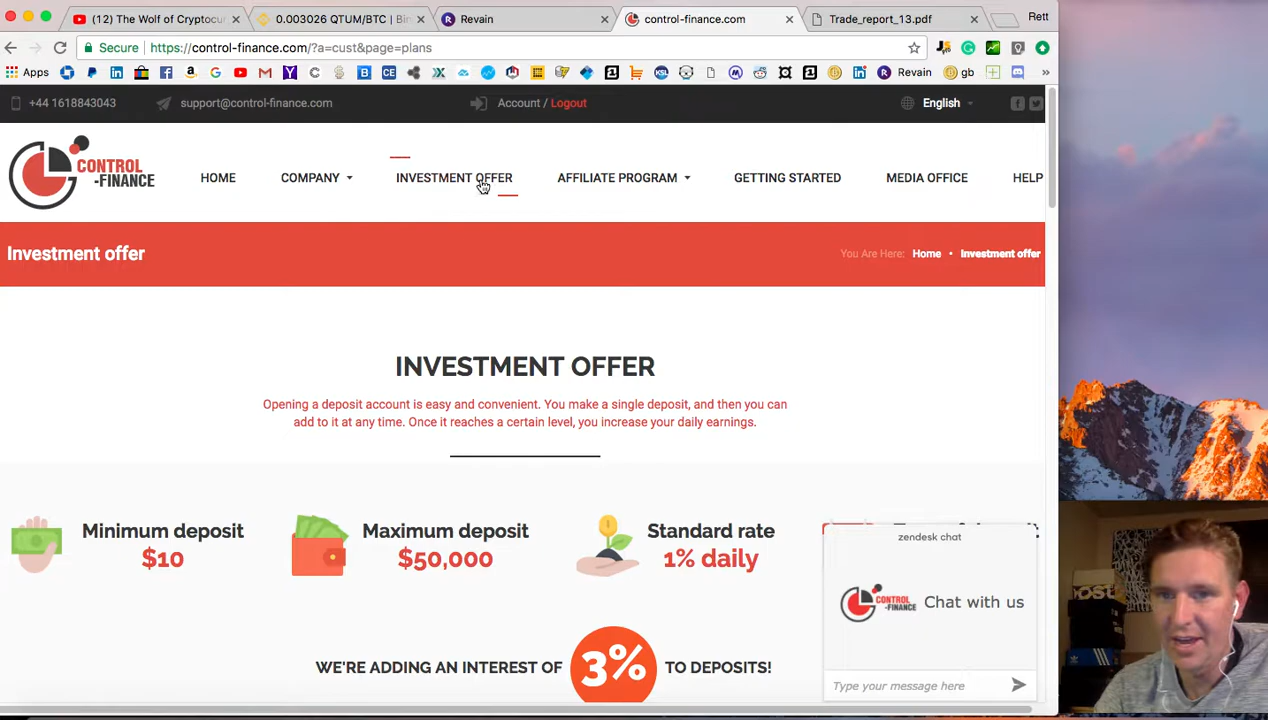 (12) The Wolf of Cryptocu
0.003026 QTUM/BTC | Bin
Revain
control-finance.com
Trade_report_13.pdf
Rett
Secure https://control-finance.com/?a=cust&page=plans
Apps
Revain
gb
+44 1618843043
support@control-finance.com
Account / Logout
English
CONTROL
-FINANCE
HOME
COMPANY
INVESTMENT OFFER
AFFILIATE PROGRAM
GETTING STARTED
MEDIA OFFICE
HELP
Investment offer
You Are Here: Home • Investment offer
INVESTMENT OFFER
Opening a deposit account is easy and convenient. You make a single deposit, and then you can
add to it at any time. Once it reaches a certain level, you increase your daily earnings.
Minimum deposit
$10
Maximum deposit
$50,000
Standard rate
1% daily
zendesk chat
CONTROL
-FINANCE
Chat with us
Type your message here
WE'RE ADDING AN INTEREST OF 3% TO DEPOSITS!